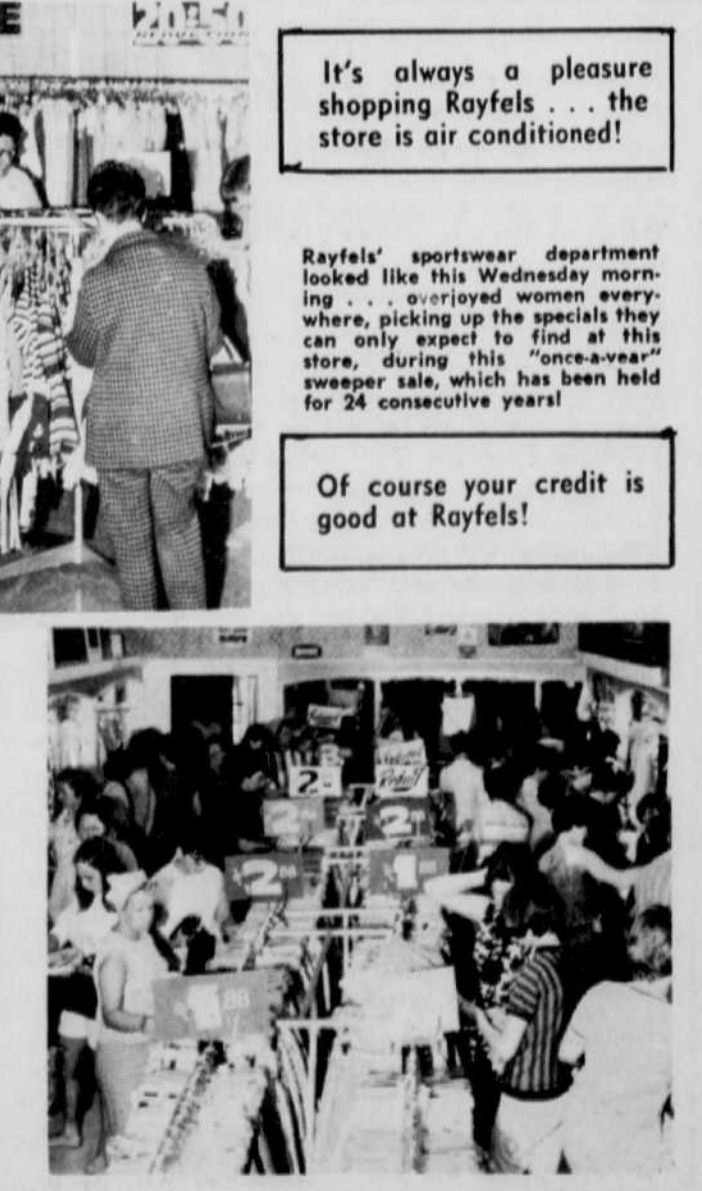 It's always a pleasure
shopping Rayfels . . . the
store is air conditioned!
Rayfels' sportswear department
looked like this Wednesday morn-
ing . . . overjoyed women every-
where, picking up the specials they
can only expect to find at this
store, during this "once-a-year"
sweeper sale, which has been held
for 24 consecutive years!
Of course your credit is
good at Rayfels!